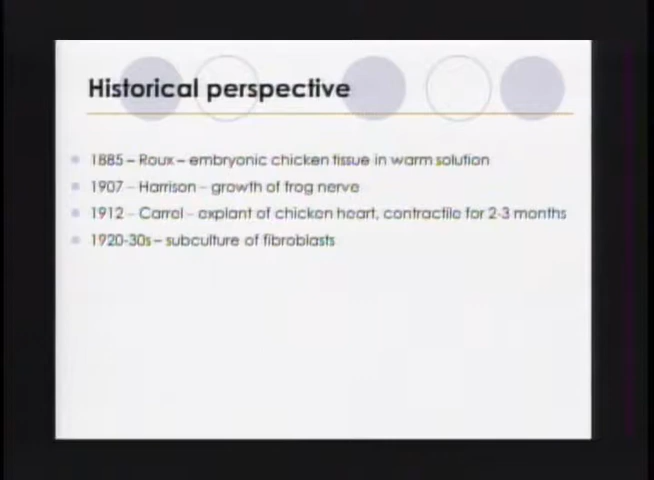 Historical perspective
1885 – Roux – embryonic chicken tissue in warm solution
1907 – Harrison – growth of frog nerve
1912 – Carrel – explant of chicken heart, contractile for 2-3 months
1920-30s – subculture of fibroblasts